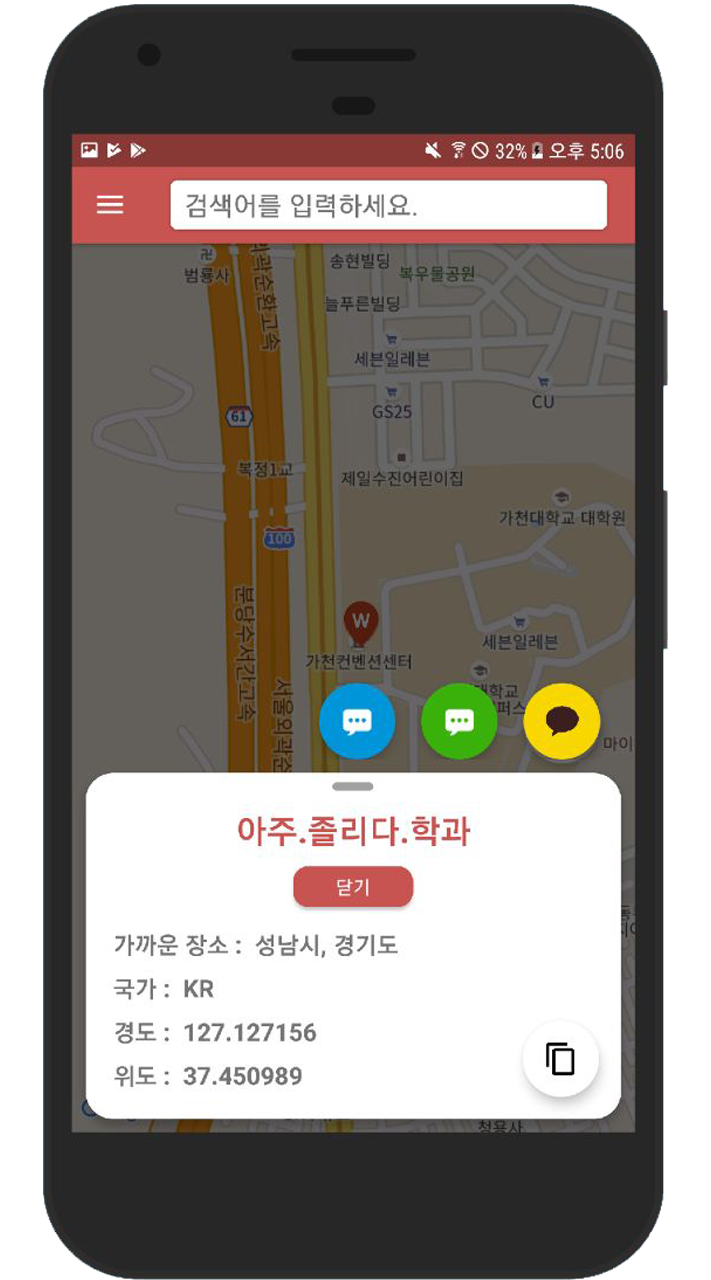 32% 오후 5:06
검색어를 입력하세요.
범룡사
외곽순환고속
송현빌딩
복우물공원
늘푸른빌딩
세븐일레븐
GS25
CU
61
복정1교
제일수진어린이집
가천대학교 대학원
100
W
세븐일레븐
가천컨벤션센터
분당수서간고속
서울외곽순
대학교
퍼스
마이
아주.졸리다.학과
닫기
가까운 장소 : 성남시, 경기도
국가 : KR
경도 : 127.127156
위도 : 37.450989
청용사